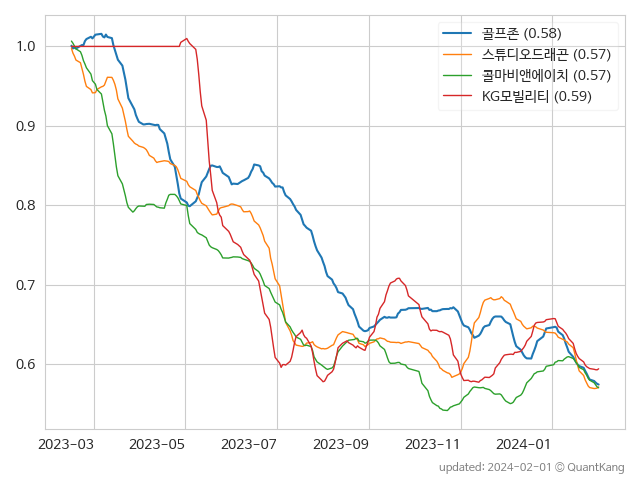 골프존 (0.58)
스튜디오드래곤 (0.57)
콜마비앤에이치 (0.57)
KG모빌리티 (0.59)
1.0
0.9
0.8
0.7
0.6
2023-03 2023-05 2023-07 2023-09 2023-11 2024-01
updated: 2024-02-01 © QuantKang